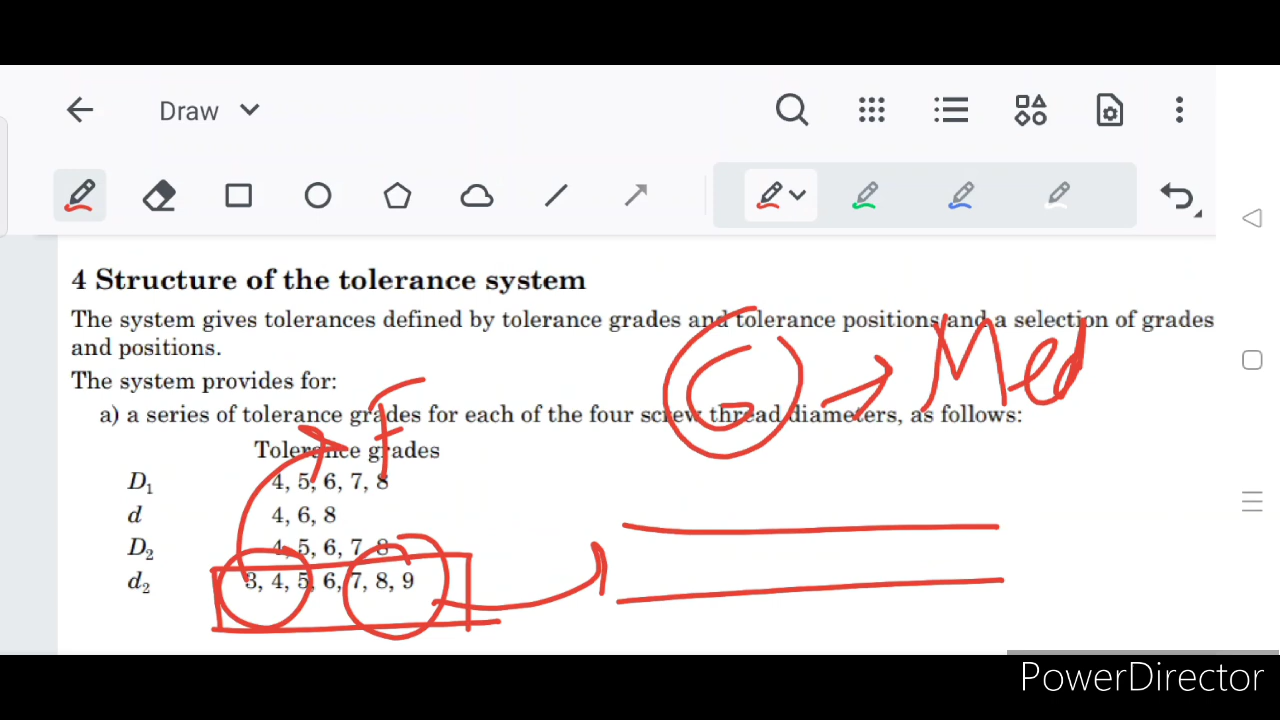 Draw
4 Structure of the tolerance system
The system gives tolerances defined by tolerance grades and tolerance positions and a selection of grades
and positions.
The system provides for:
a) a series of tolerance grades for each of the four screw thread diameters, as follows:
Tolerance grades
D1 4, 5, 6, 7, 8
d 4, 6, 8
D2 4, 5, 6, 7, 8
d2 3, 4, 5, 6, 7, 8, 9
F
Med
PowerDirector